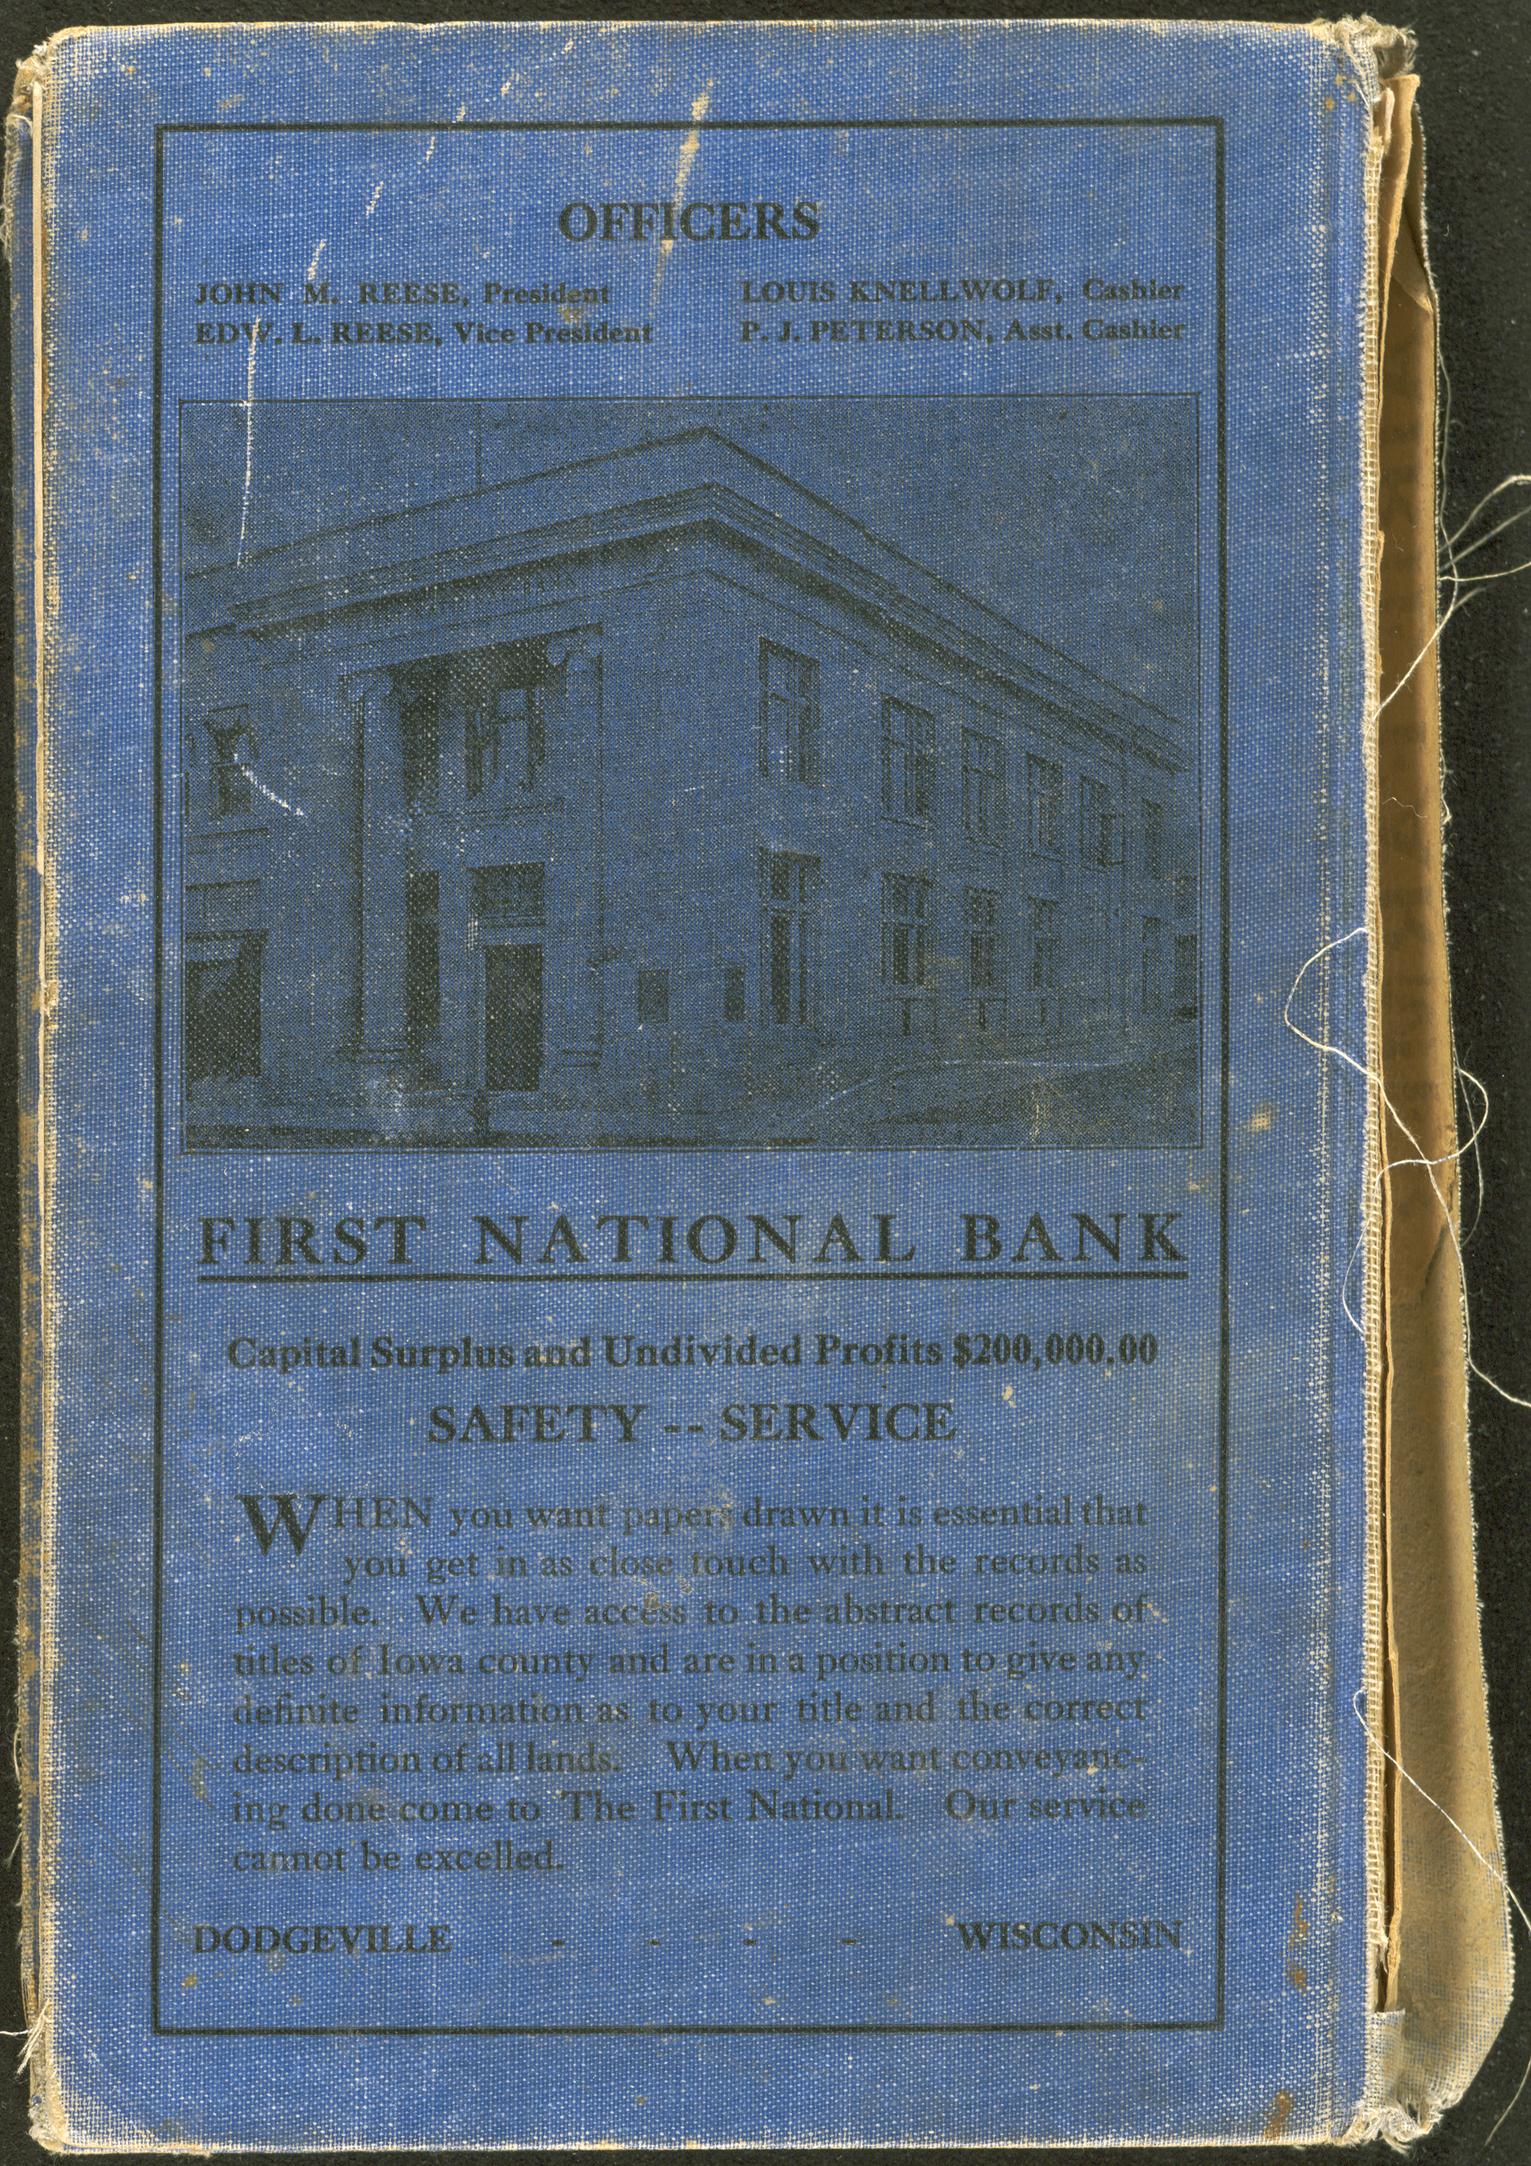 OFFICERS
JOHN M. REESE, President
EDW. L. REESE, Vice President
LOUIS KNELLWOLF, Cashier
P. J. PETERSON, Asst. Cashier
FIRST NATIONAL BANK
Capital Surplus and Undivided Profits $200,000.00
SAFETY -- SERVICE
WHEN you want papers drawn it is essential that
you get in as close touch with the records as
possible. We have access to the abstract records of
titles of Iowa county and are in a position to give any
definite information as to your title and the correct
description of all lands. When you want conveyanc-
ing done come to The First National. Our service
cannot be excelled.
DODGEVILLE - - - - WISCONSIN